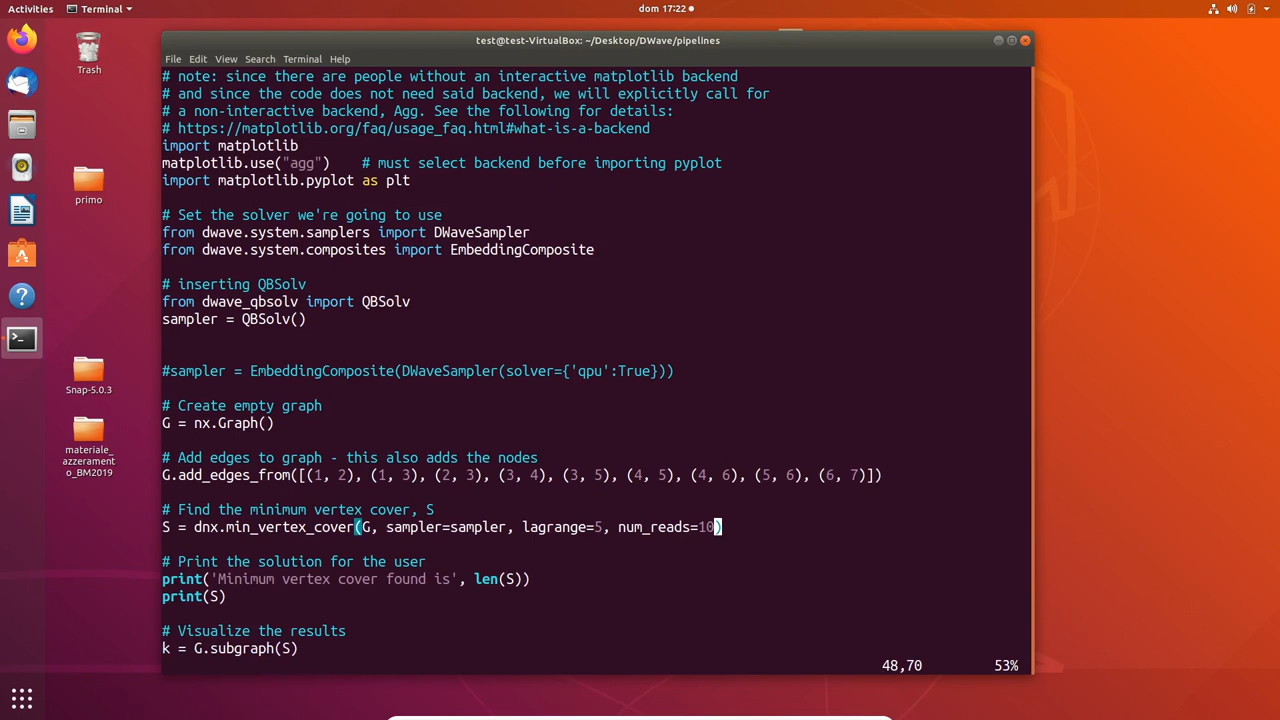 Activities
Terminal
dom 17:22
Trash
primo
Snap-5.0.3
materiale_
azzerament
o_BM2019
test@test-VirtualBox: ~/Desktop/DWave/pipelines
File Edit View Search Terminal Help
# note: since there are people without an interactive matplotlib backend
# and since the code does not need said backend, we will explicitly call for
# a non-interactive backend, Agg. See the following for details:
# https://matplotlib.org/faq/usage_faq.html#what-is-a-backend
import matplotlib
matplotlib.use("agg")    # must select backend before importing pyplot
import matplotlib.pyplot as plt
# Set the solver we're going to use
from dwave.system.samplers import DWaveSampler
from dwave.system.composites import EmbeddingComposite
# inserting QBSolv
from dwave_qbsolv import QBSolv
sampler = QBSolv()
#sampler = EmbeddingComposite(DWaveSampler(solver={'qpu':True}))
# Create empty graph
G = nx.Graph()
# Add edges to graph - this also adds the nodes
G.add_edges_from([(1, 2), (1, 3), (2, 3), (3, 4), (3, 5), (4, 5), (4, 6), (5, 6), (6, 7)])
# Find the minimum vertex cover, S
S = dnx.min_vertex_cover(G, sampler=sampler, lagrange=5, num_reads=10)
# Print the solution for the user
print('Minimum vertex cover found is', len(S))
print(S)
# Visualize the results
k = G.subgraph(S)
48,70 53%